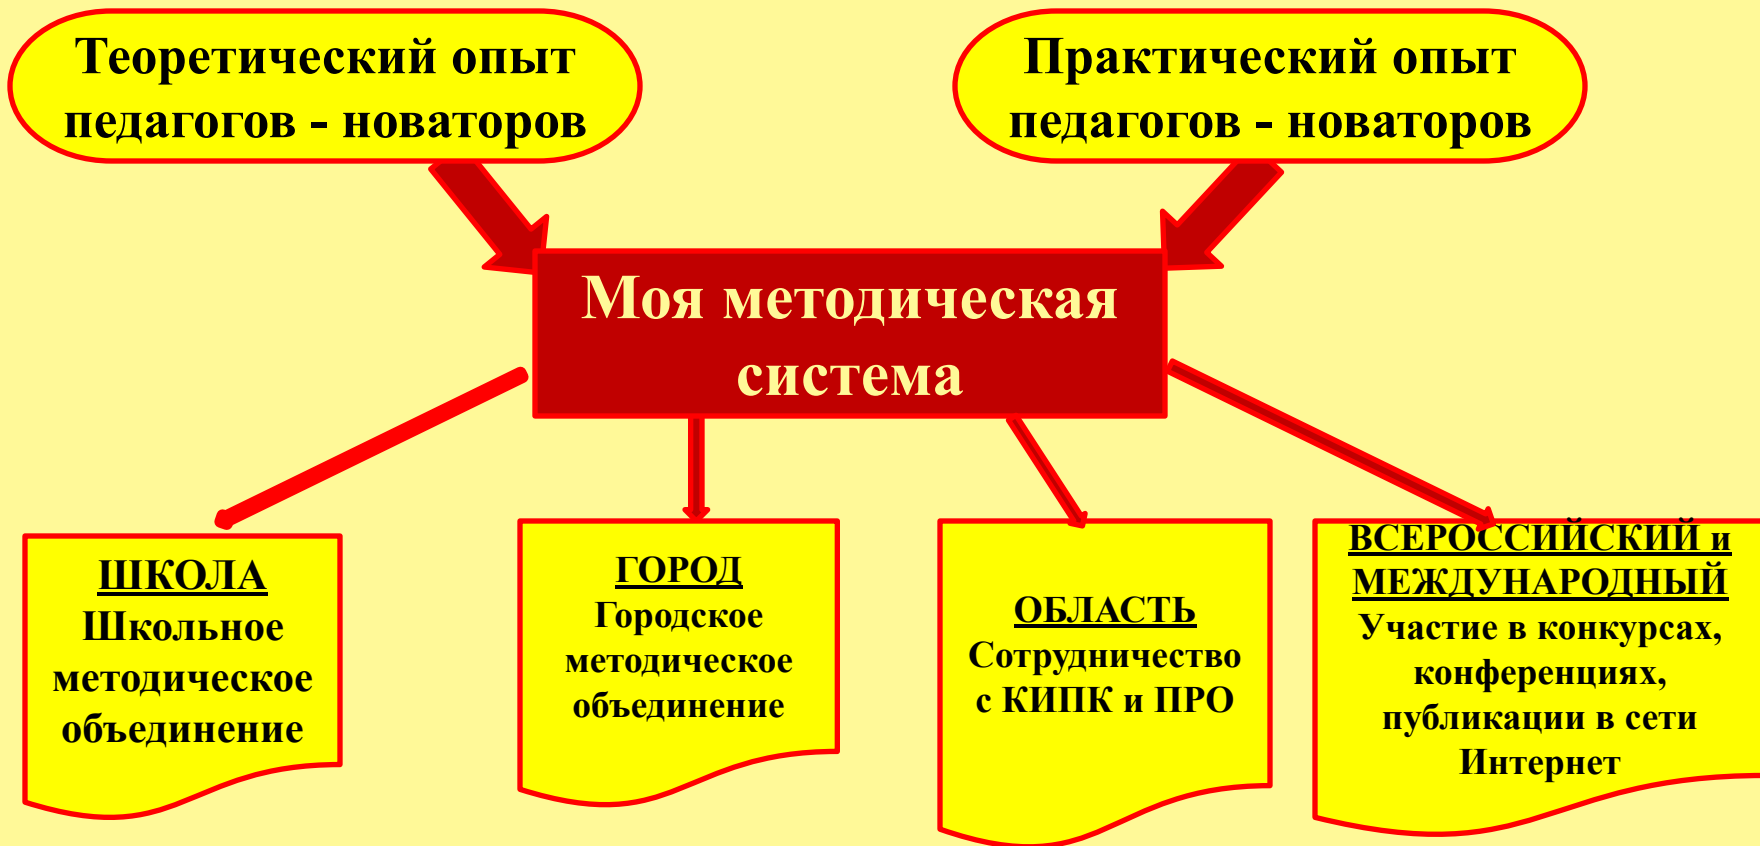 Теоретический опыт
педагогов - новаторов
Практический опыт
педагогов - новаторов
Моя методическая
система
ШКОЛА
Школьное
методическое
объединение
ГОРОД
Городское
методическое
объединение
ОБЛАСТЬ
Сотрудничество
с КИПК и ПРО
ВСЕРОССИЙСКИЙ и
МЕЖДУНАРОДНЫЙ
Участие в конкурсах,
конференциях,
публикации в сети
Интернет